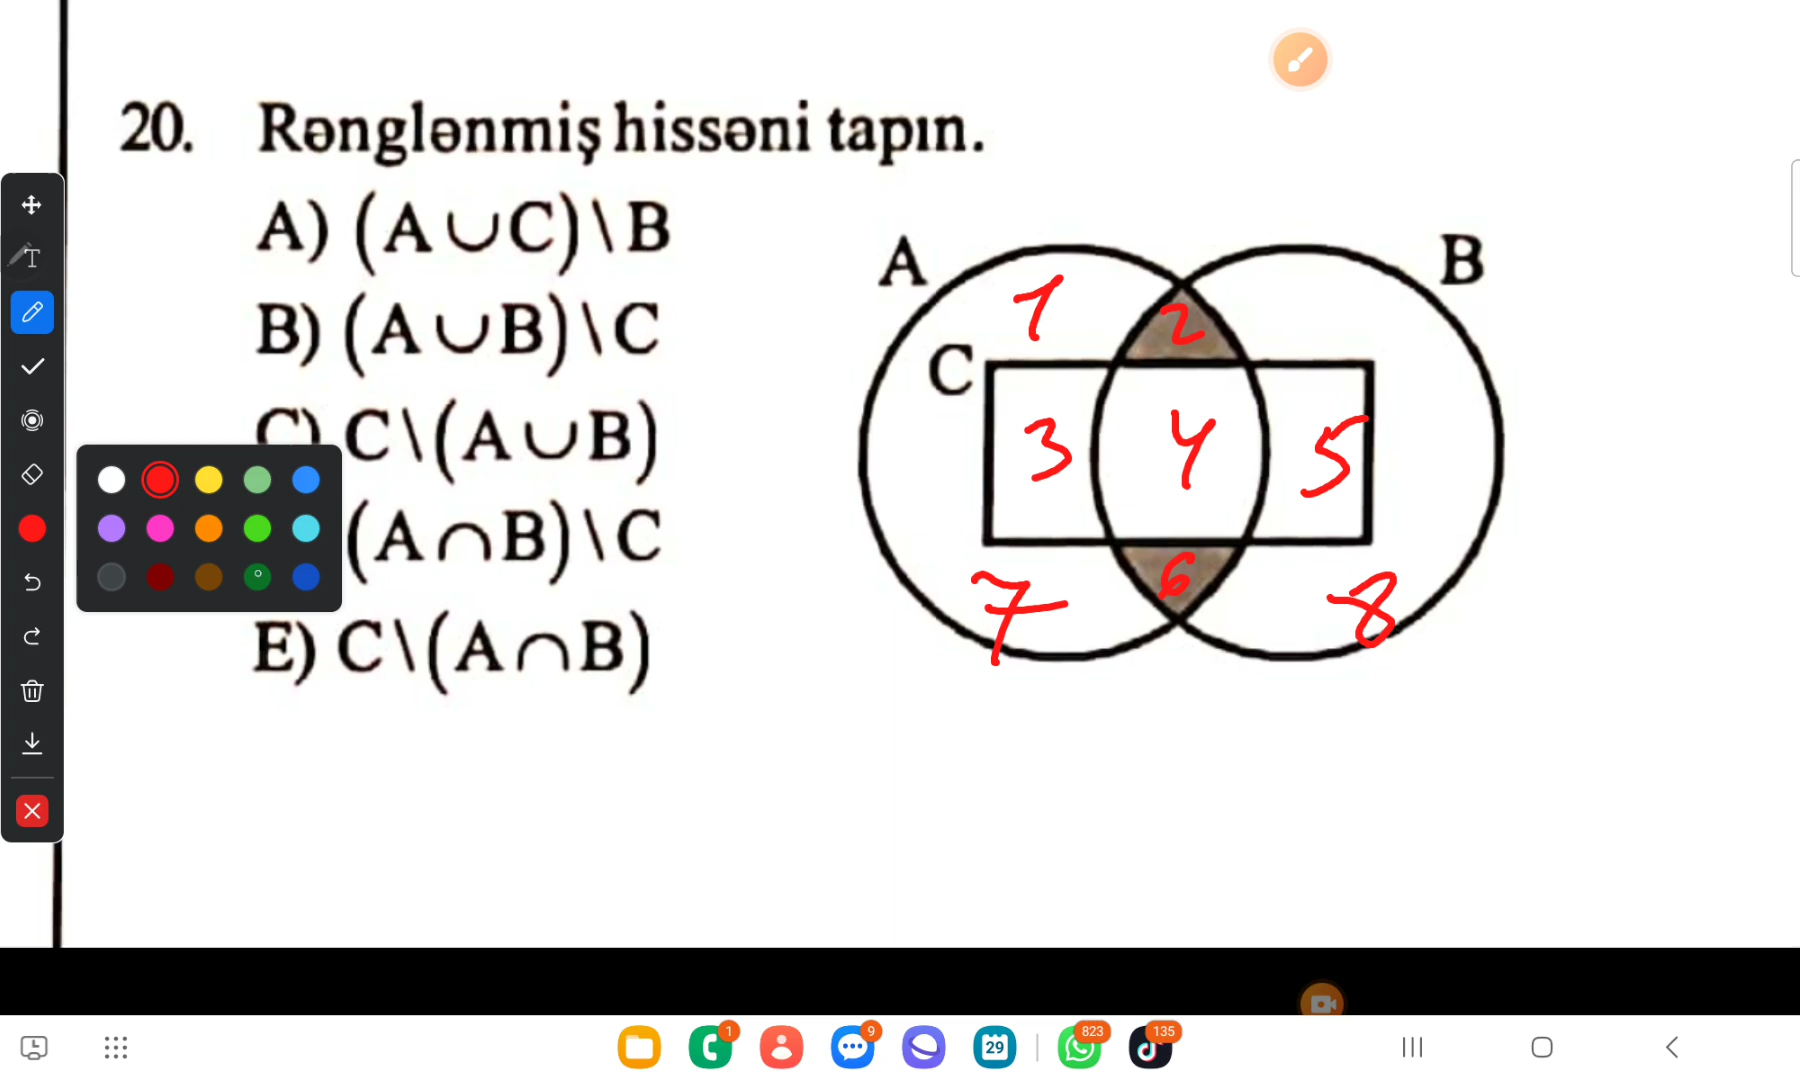 20. Rənglənmiş hissəni tapın.
A) (A∪C)\B
B) (A∪B)\C
C) C\(A∪B)
(A∩B)\C
E) C\(A∩B)
A
B
C
1
2
3
4
5
6
7
8
T
1
9
29
823
135